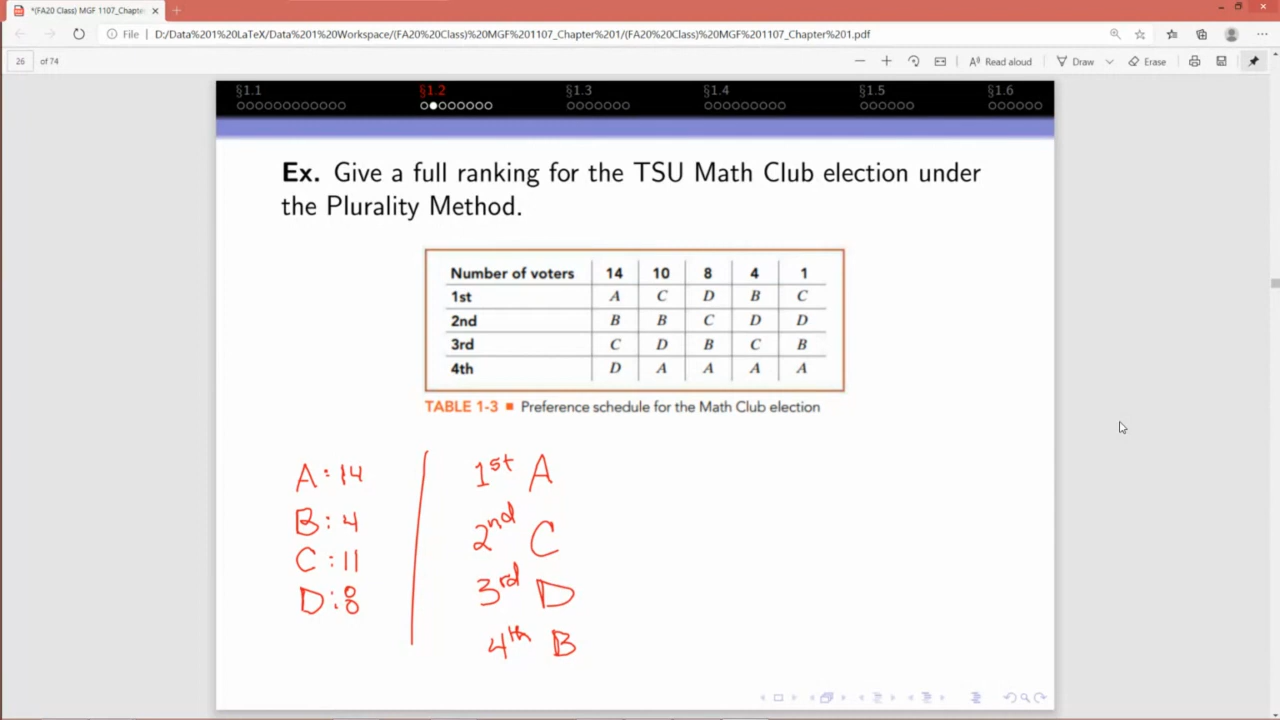 *(FA20 Class) MGF 1107_Chapte
File D:/Data%201%20LaTeX/Data%201%20Workspace/(FA20%20Class)%20MGF%201107_Chapter%201/(FA20%20Class)%20MGF%201107_Chapter%201.pdf
26 of 74 Read aloud Draw Erase
§1.1 §1.2 §1.3 §1.4 §1.5 §1.6
Ex. Give a full ranking for the TSU Math Club election under
the Plurality Method.
Number of voters 14 10 8 4 1
1st A C D B C
2nd B B C D D
3rd C D B C B
4th D A A A A
TABLE 1-3 ■ Preference schedule for the Math Club election
A: 14
B: 4
C: 11
D: 8
1st A
2nd C
3rd D
4th B